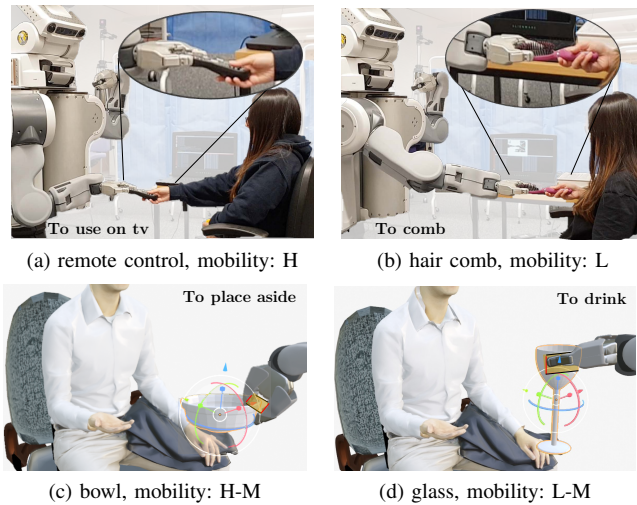 To use on tv
To comb
(a) remote control, mobility: H
(b) hair comb, mobility: L
To place aside
To drink
(c) bowl, mobility: H-M
(d) glass, mobility: L-M